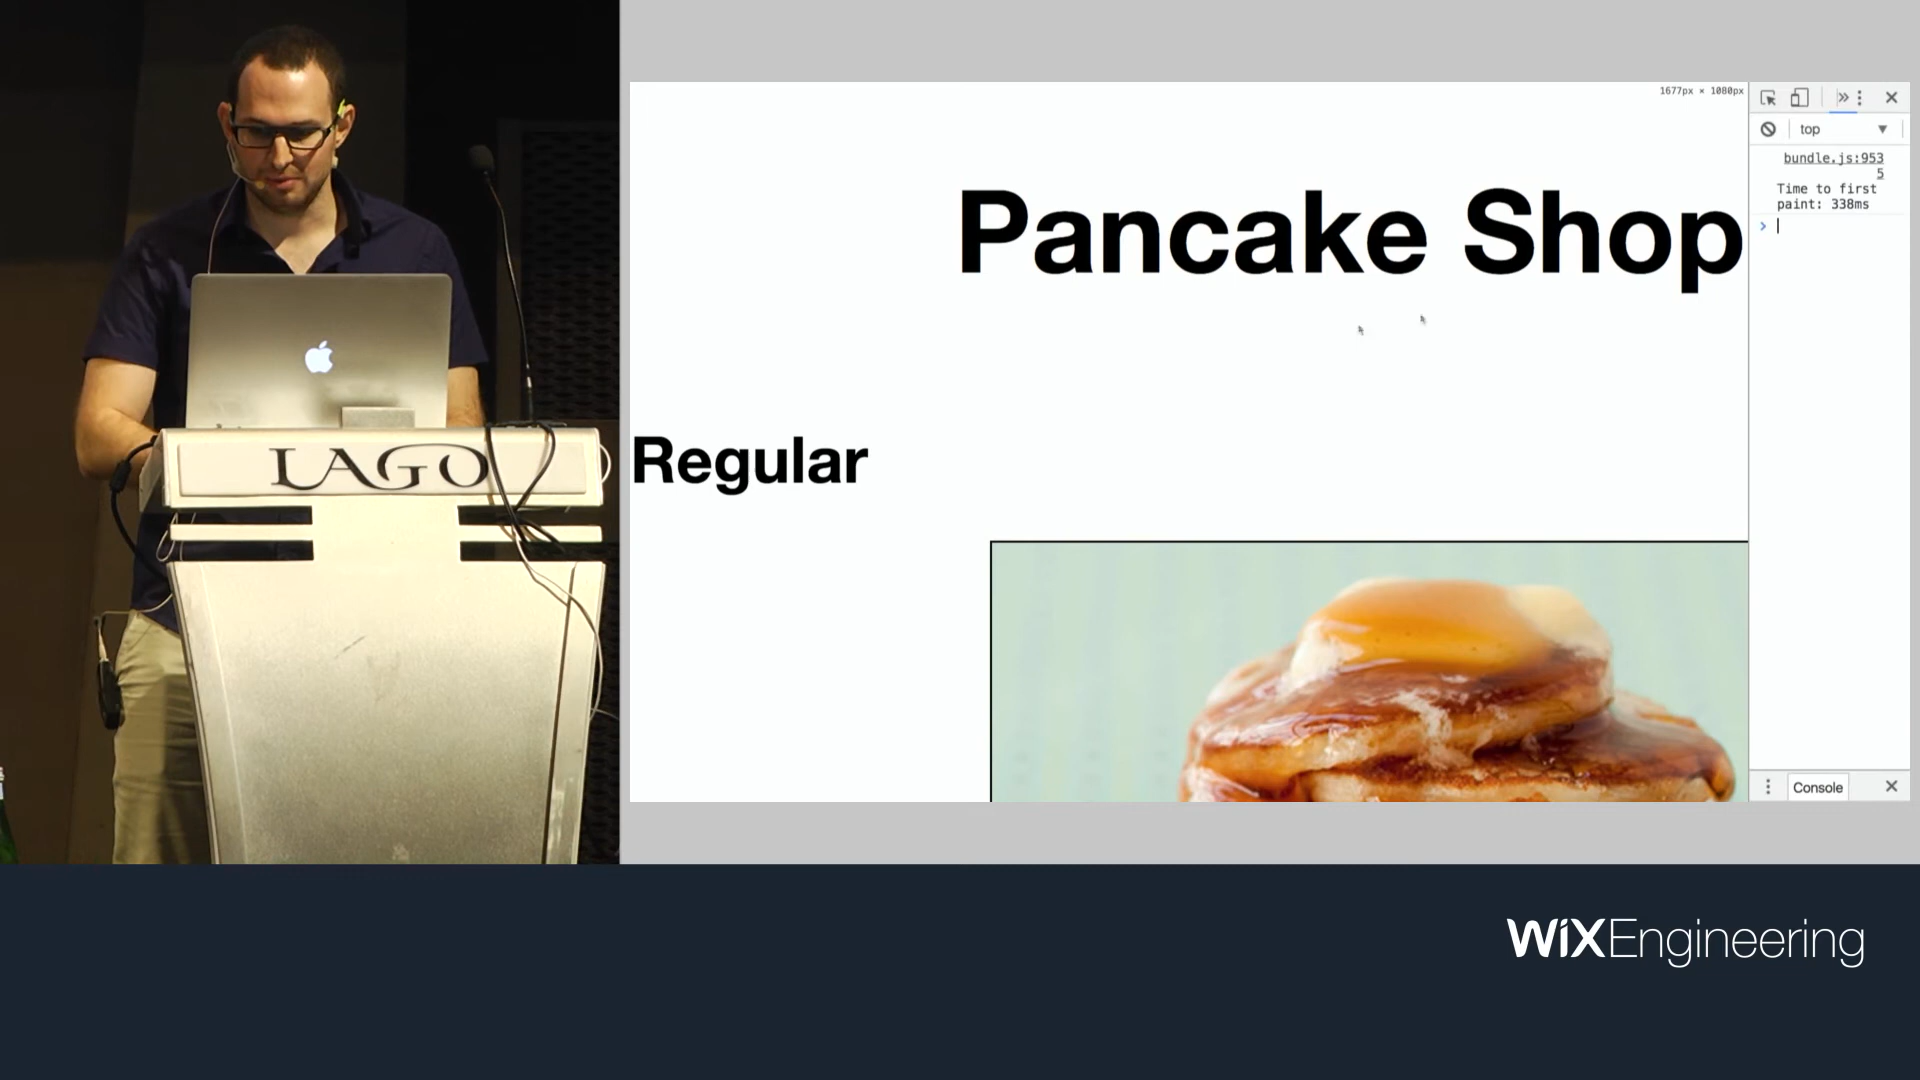 LAGO
1677px × 1080px
Pancake Shop
Regular
top
bundle.js:953
5
Time to first
paint: 338ms
Console
WiXEngineering